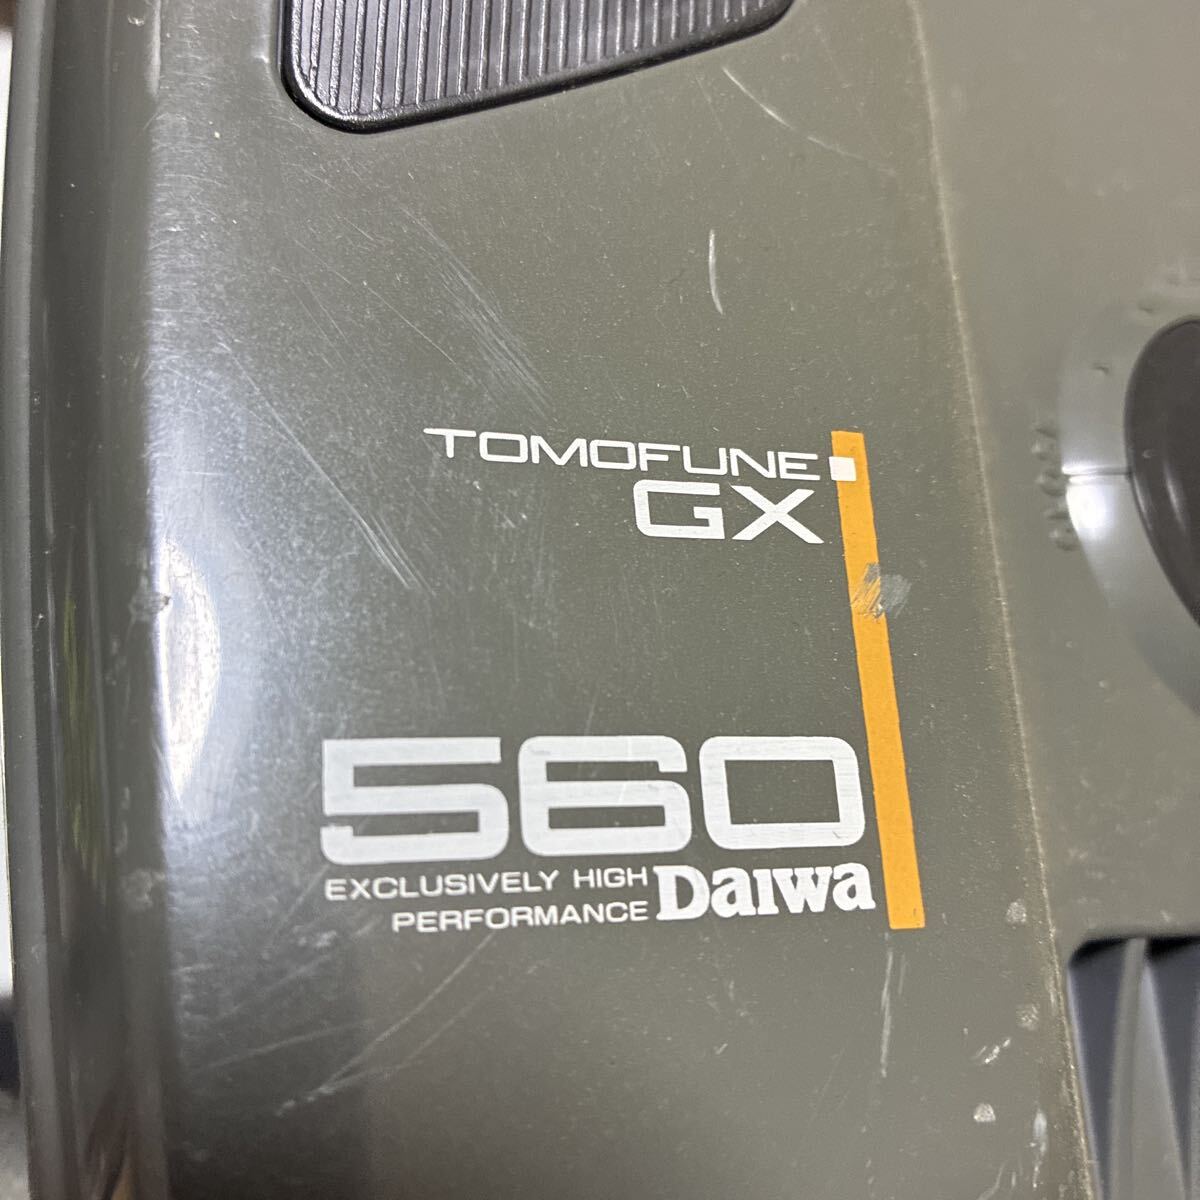 TOMOFUNE
GX
560
EXCLUSIVELY HIGH
PERFORMANCE Daiwa